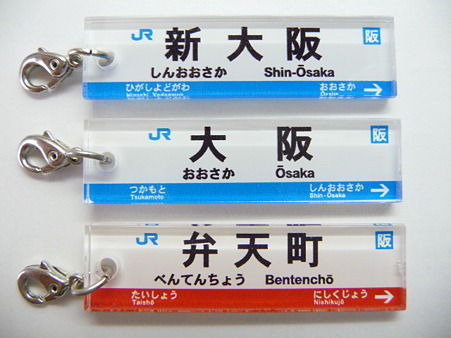 JR 新大阪 阪
しんおおさか Shin-Ōsaka
ひがしよどがわ おおさか
Higashi-Yodogawa Ōsaka
JR 大阪 阪
おおさか Ōsaka
つかもと しんおおさか
Tsukamoto Shin-Ōsaka
JR 弁天町 阪
べんてんちょう Bentenchō
たいしょう にしくじょう
Taishō Nishikujō